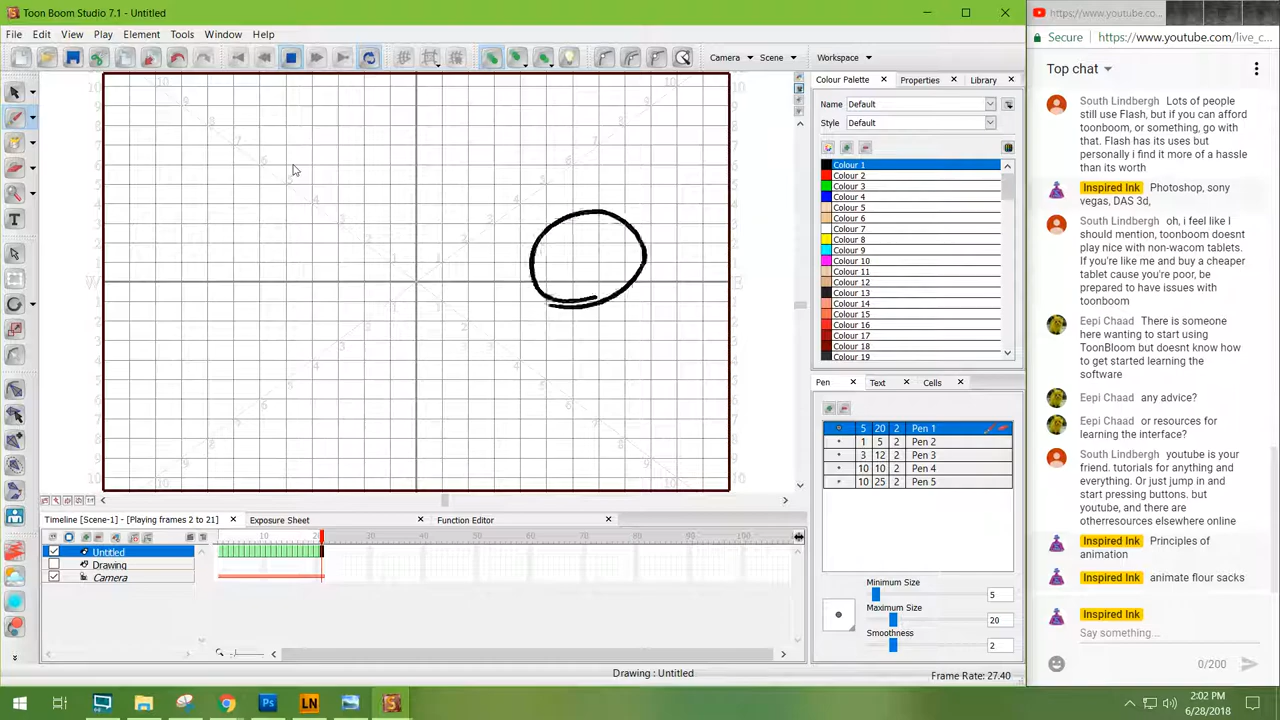 Toon Boom Studio 7.1 - Untitled
File Edit View Play Element Tools Window Help
Camera Scene Workspace
Colour Palette Properties Library
Name Default
Style Default
Colour 1
Colour 2
Colour 3
Colour 4
Colour 5
Colour 6
Colour 7
Colour 8
Colour 9
Colour 10
Colour 11
Colour 12
Colour 13
Colour 14
Colour 15
Colour 16
Colour 17
Colour 18
Colour 19
Pen Text Cells
5 20 2 Pen 1
1 5 2 Pen 2
3 12 2 Pen 3
10 10 2 Pen 4
10 25 2 Pen 5
Minimum Size
5
Maximum Size
20
Smoothness
2
Timeline [Scene-1] - [Playing frames 2 to 21] Exposure Sheet Function Editor
Untitled
Drawing
Camera
Drawing : Untitled
Frame Rate: 27.40
https://www.youtube.co...
Secure https://www.youtube.com/live_c...
Top chat
South Lindbergh Lots of people
still use Flash, but if you can afford
toonboom, or something, go with
that. Flash has its uses but
personally i find it more of a hassle
than its worth
Inspired Ink Photoshop, sony
vegas, DAS 3d,
South Lindbergh oh, i feel like I
should mention, toonboom doesnt
play nice with non-wacom tablets.
If you're like me and buy a cheaper
tablet cause you're poor, be
prepared to have issues with
toonboom
Eepi Chaad There is someone
here wanting to start using
ToonBloom but doesnt know how
to get started learning the
software
Eepi Chaad any advice?
Eepi Chaad or resources for
learning the interface?
South Lindbergh youtube is your
friend. tutorials for anything and
everything. Or just jump in and
start pressing buttons. but
youtube, and there are
otherresources elsewhere online
Inspired Ink Principles of
animation
Inspired Ink animate flour sacks
Inspired Ink
Say something...
0/200
2:02 PM
6/28/2018